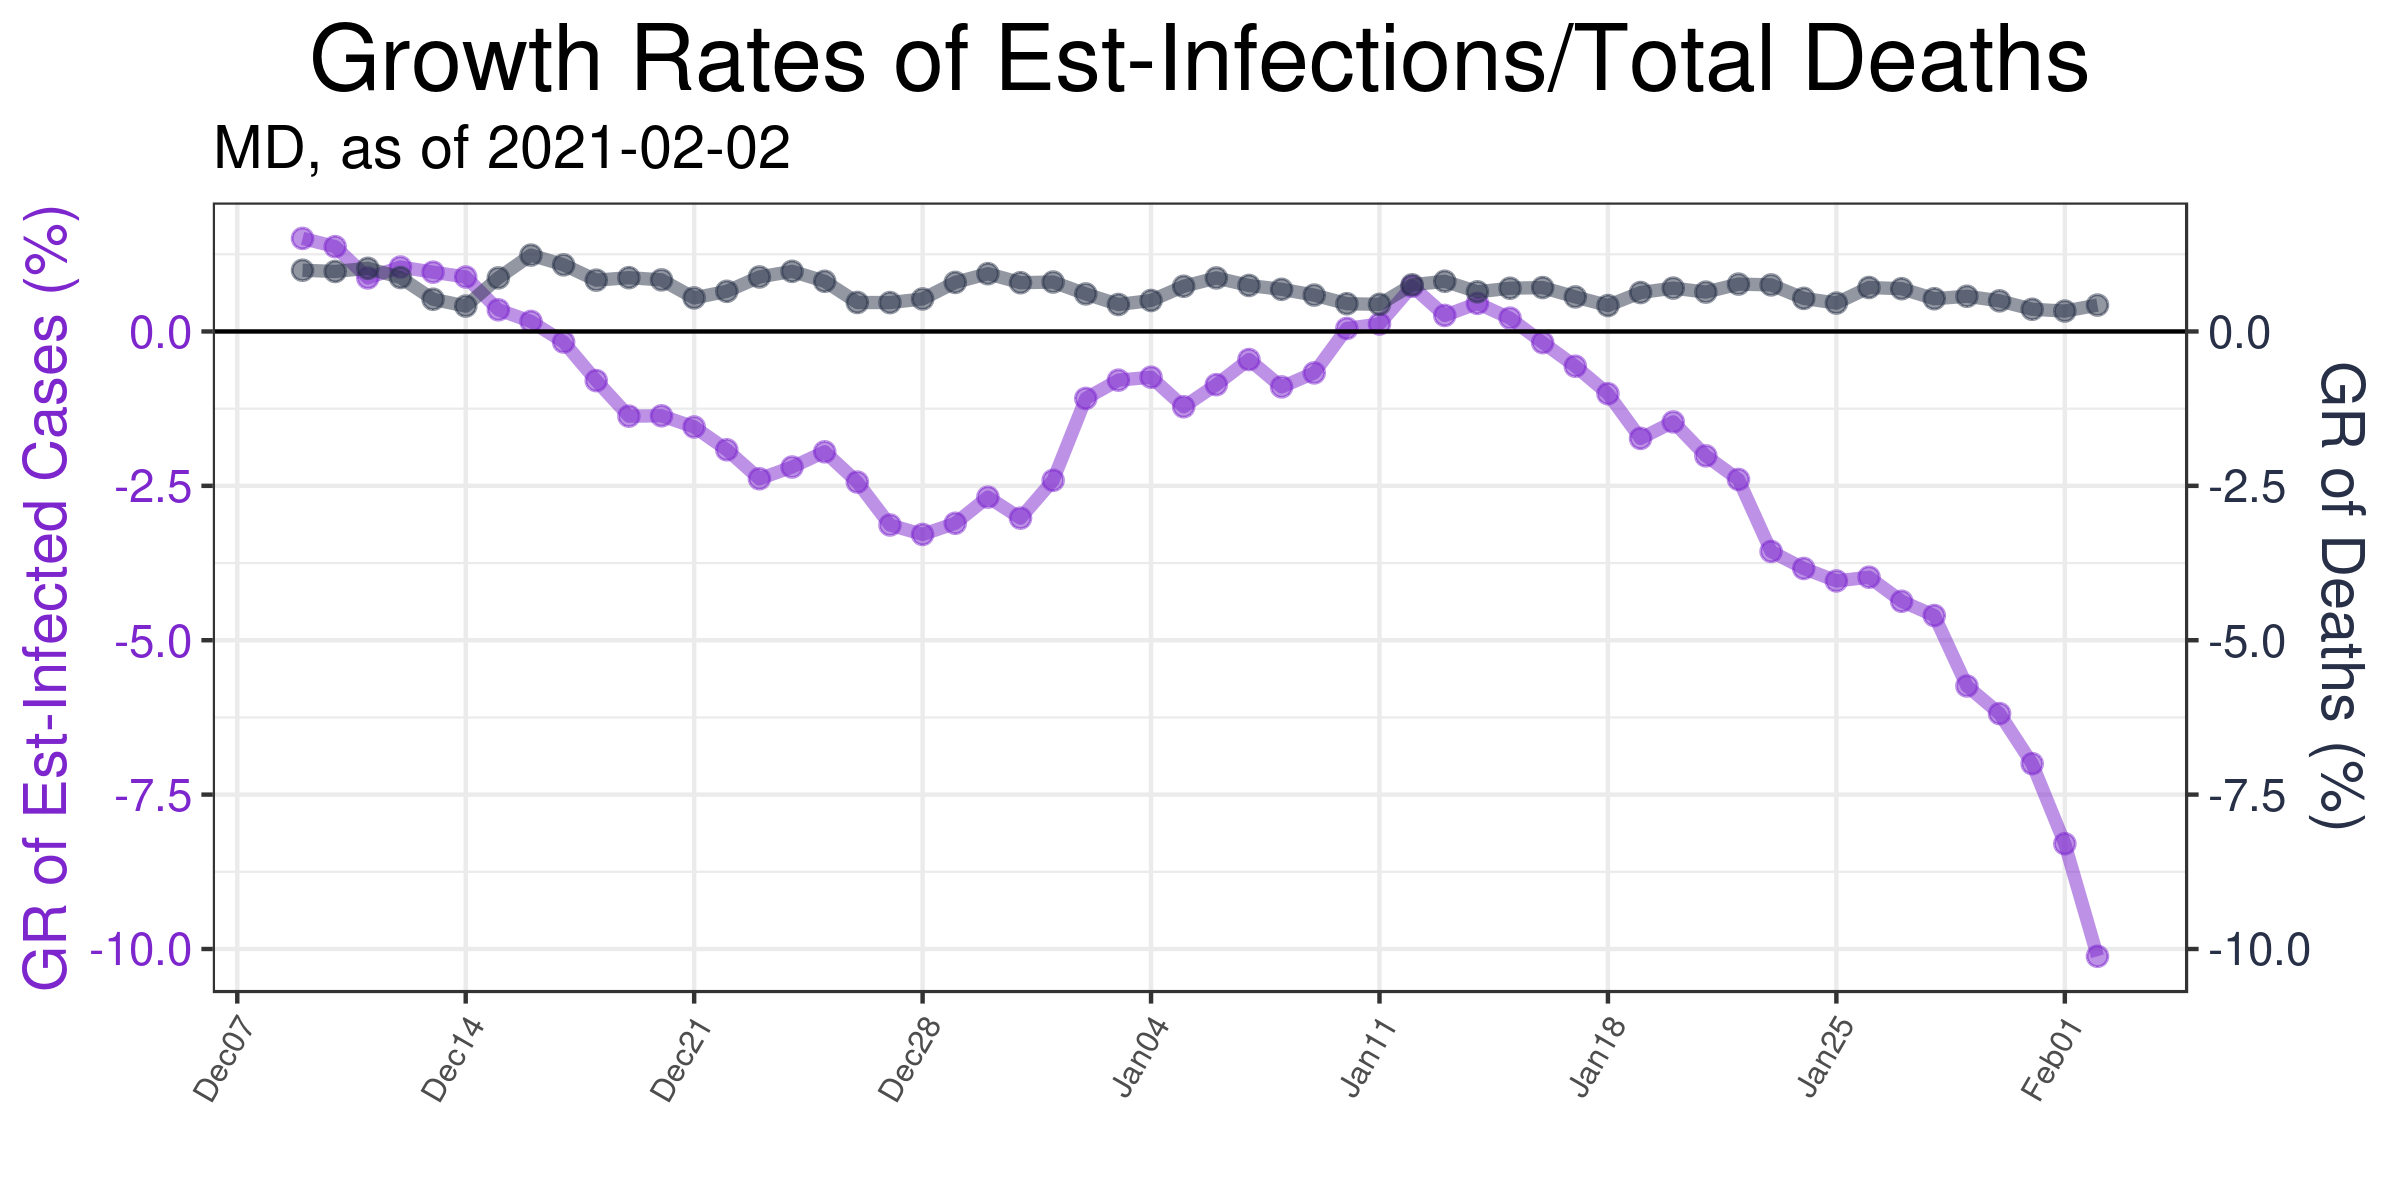 Growth Rates of Est-Infections/Total Deaths
MD, as of 2021-02-02
GR of Est-Infected Cases (%)
0.0
-2.5
-5.0
-7.5
-10.0
0.0
-2.5
-5.0
-7.5
-10.0
GR of Deaths (%)
Dec07
Dec14
Dec21
Dec28
Jan04
Jan11
Jan18
Jan25
Feb01